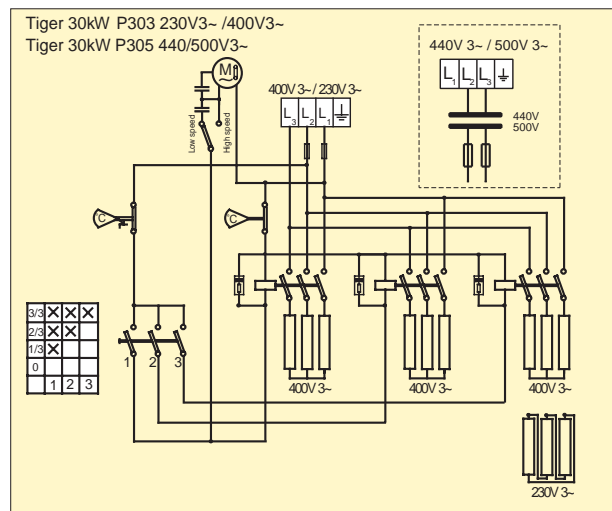 Tiger 30kW P303 230V3~ /400V3~
Tiger 30kW P305 440/500V3~
M
~
Low speed
High speed
400V 3~ / 230V 3~
L3 L2 L1
440V 3~ / 500V 3~
L1 L2 L3
440V
500V
°C
°C
3/3 X X X
2/3 X X
1/3 X
0
1 2 3
1 2 3
400V 3~
400V 3~
400V 3~
230V 3~